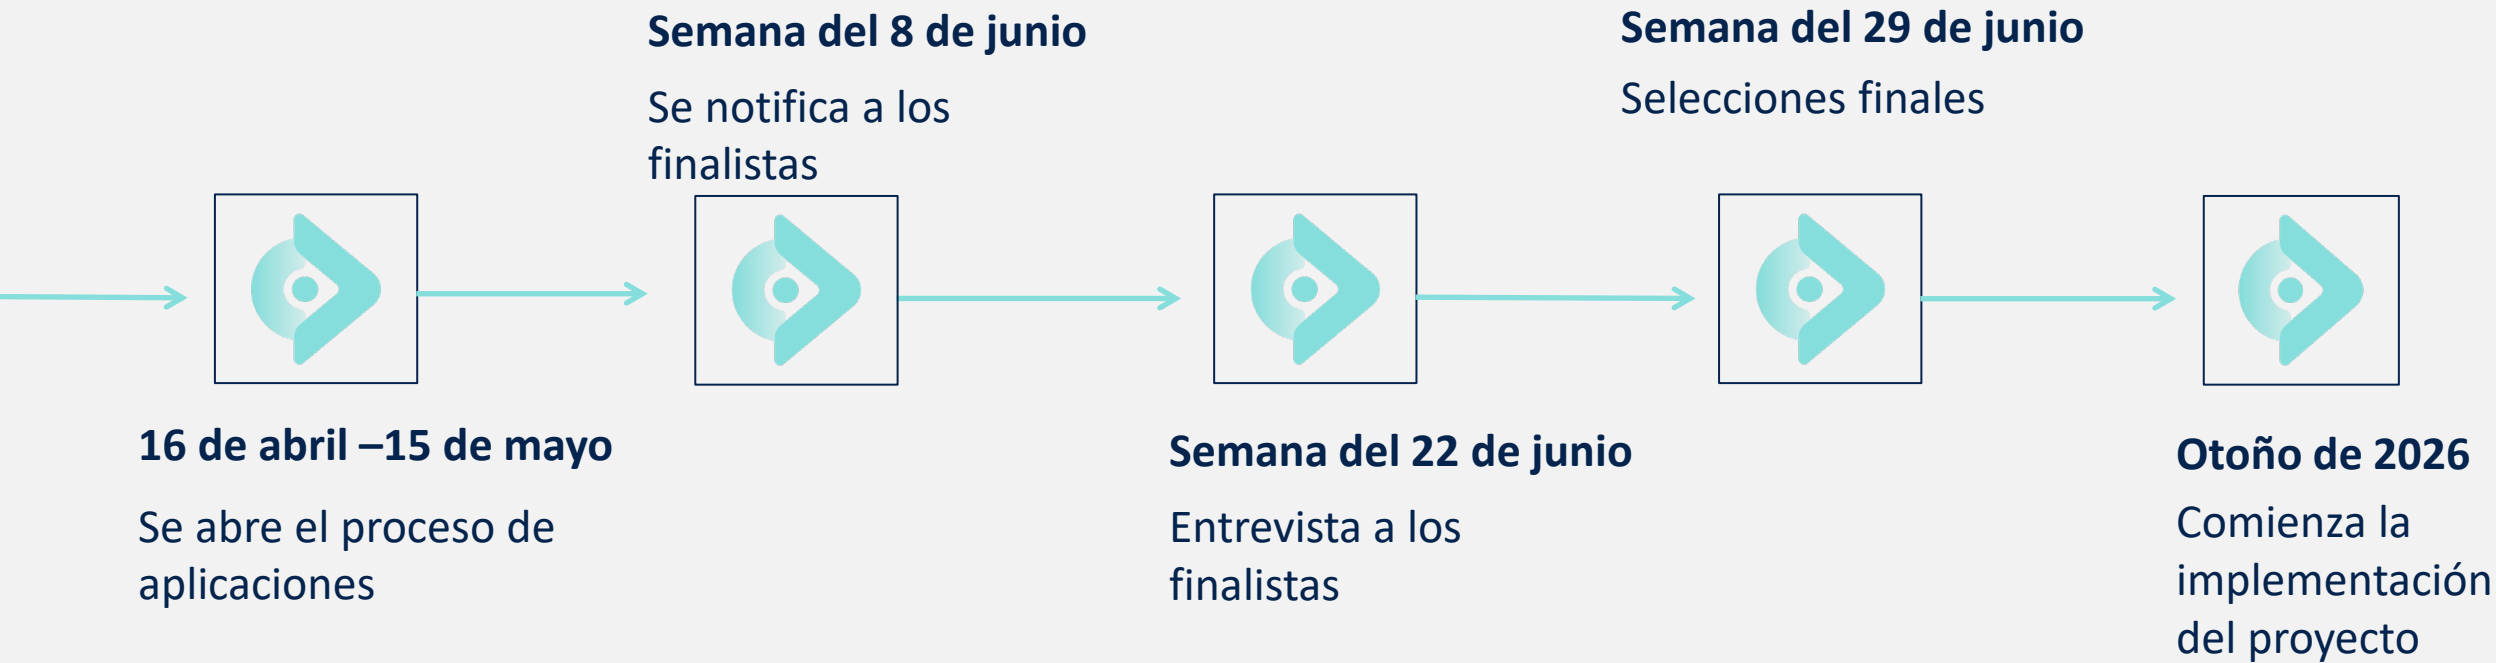 16 de abril –15 de mayo
Se abre el proceso de
aplicaciones
Semana del 8 de junio
Se notifica a los
finalistas
Semana del 22 de junio
Entrevista a los
finalistas
Semana del 29 de junio
Selecciones finales
Otoño de 2026
Comienza la
implementación
del proyecto